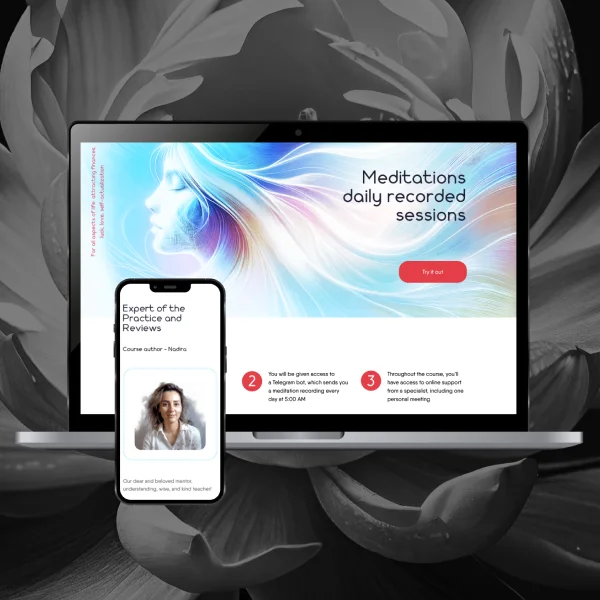 For all aspects of life: attracting finances,
luck, love, self-actualization
Meditations
daily recorded
sessions
Try it out
Expert of the
Practice and
Reviews
Course author - Nadira
Our dear and beloved mentor,
understanding, wise, and kind teacher!
2
You will be given access to
a Telegram bot, which sends you
a meditation recording every
day at 5:00 AM
3
Throughout the course, you'll
have access to online support
from a specialist, including one
personal meeting